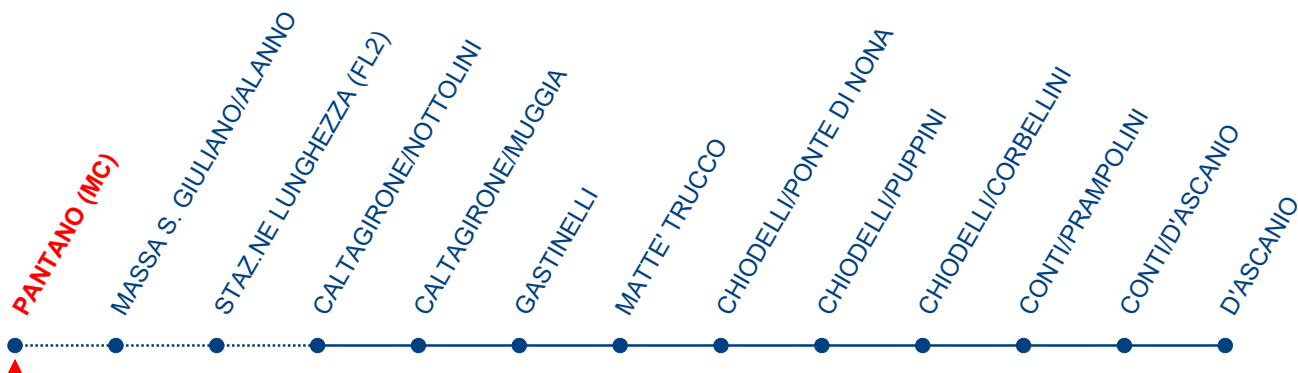 PANTANO (MC)
MASSA S. GIULIANO/ALANNO
STAZ.NE LUNGHEZZA (FL2)
CALTAGIRONE/NOTTOLINI
CALTAGIRONE/MUGGIA
GASTINELLI
MATTE' TRUCCO
CHIODELLI/PONTE DI NONA
CHIODELLI/PUPPINI
CHIODELLI/CORBELLINI
CONTI/PRAMPOLINI
CONTI/D'ASCANIO
D'ASCANIO